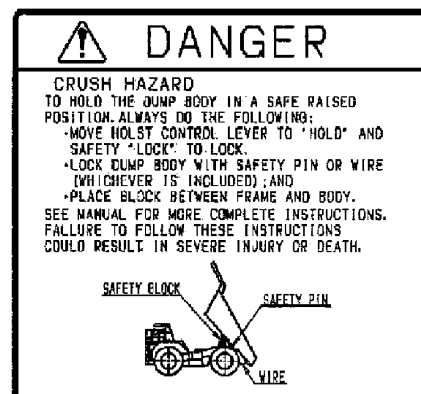 DANGER
CRUSH HAZARD
TO HOLD THE DUMP BODY IN A SAFE RAISED
POSITION. ALWAYS DO THE FOLLOWING:
•MOVE HOLST CONTROL LEVER TO "HOLD" AND
SAFETY "LOCK" TO LOCK.
•LOCK DUMP BODY WITH SAFETY PIN OR WIRE
(WHICHEVER IS INCLUDED);AND
•PLACE BLOCK BETWEEN FRAME AND BODY.
SEE MANUAL FOR MORE COMPLETE INSTRUCTIONS.
FALLURE TO FOLLOW THESE INSTRUCTIONS
COULD RESULT IN SEVERE INJURY OR DEATH.
SAFETY BLOCK
SAFETY PIN
WIRE